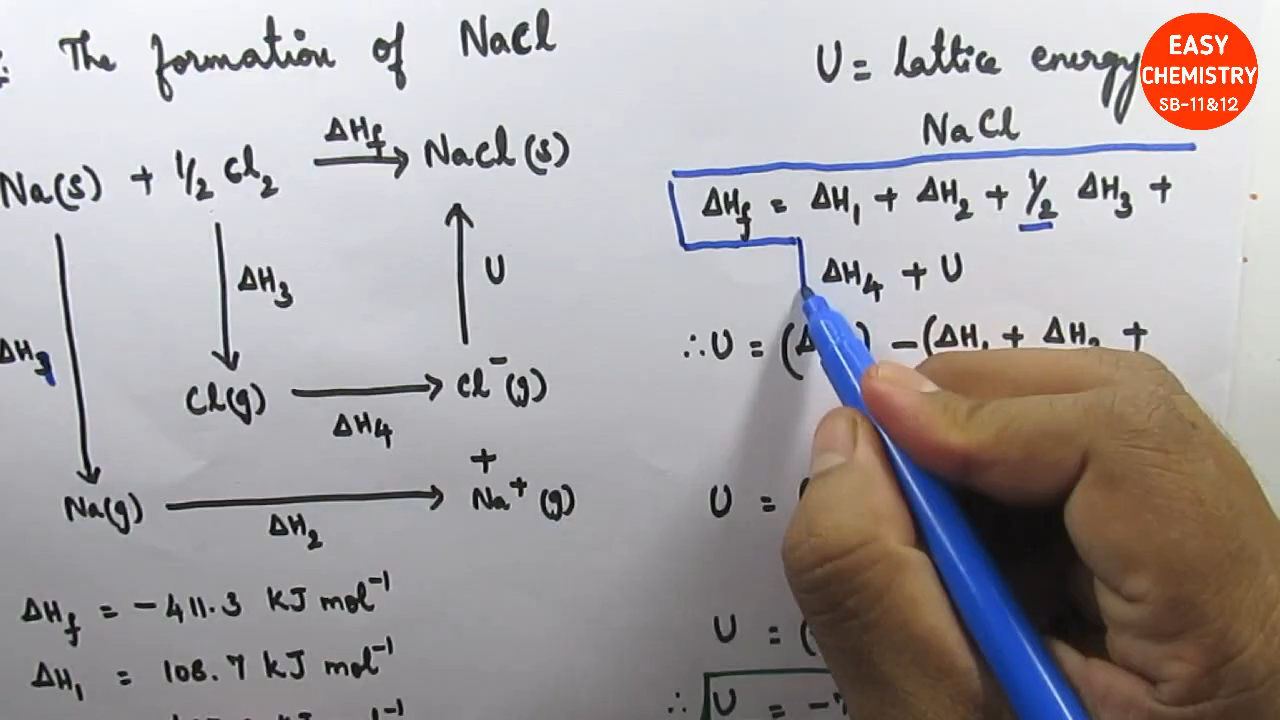 The formation of NaCl
Na(s) + 1/2 Cl2 ΔHf NaCl(s)
ΔH3 U
ΔH3
Cl(g) ΔH4 Cl⁻(g)
+
Na(g) ΔH2 Na⁺(g)
ΔHf = -411.3 KJ mol⁻¹
ΔH1 = 108.7 KJ mol⁻¹
U = lattice energy
NaCl
ΔHf = ΔH1 + ΔH2 + 1/2 ΔH3 +
ΔH4 + U
∴ U = ( ) - (ΔH1 + ΔH2 +
U =
U = (
∴ U = -7
EASY
CHEMISTRY
SB-11&12